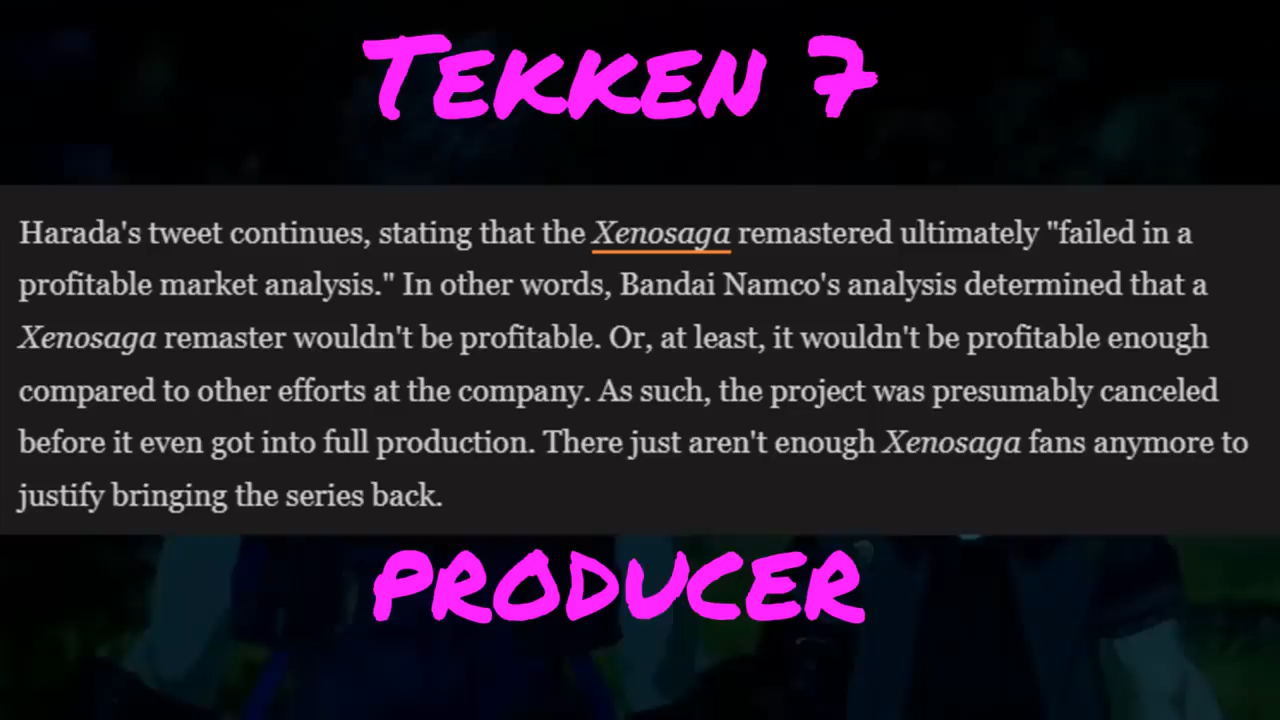 TEKKEN 7
Harada's tweet continues, stating that the Xenosaga remastered ultimately "failed in a
profitable market analysis." In other words, Bandai Namco's analysis determined that a
Xenosaga remaster wouldn't be profitable. Or, at least, it wouldn't be profitable enough
compared to other efforts at the company. As such, the project was presumably canceled
before it even got into full production. There just aren't enough Xenosaga fans anymore to
justify bringing the series back.
PRODUCER